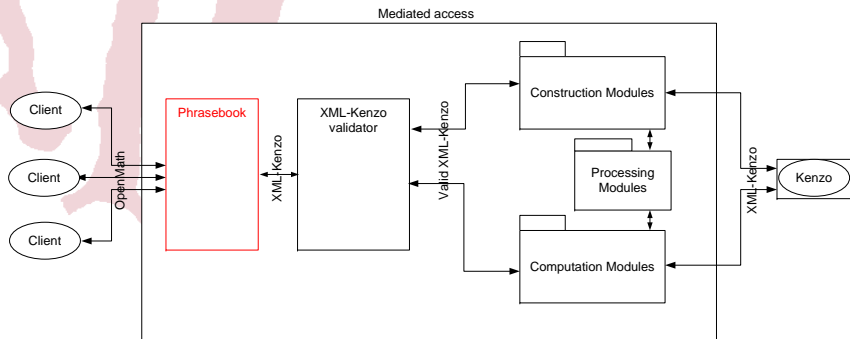 Mediated access
Client
Client
Client
OpenMath
Phrasebook
XML-Kenzo
XML-Kenzo
validator
Valid XML-Kenzo
Construction Modules
Processing
Modules
Computation Modules
XML-Kenzo
Kenzo